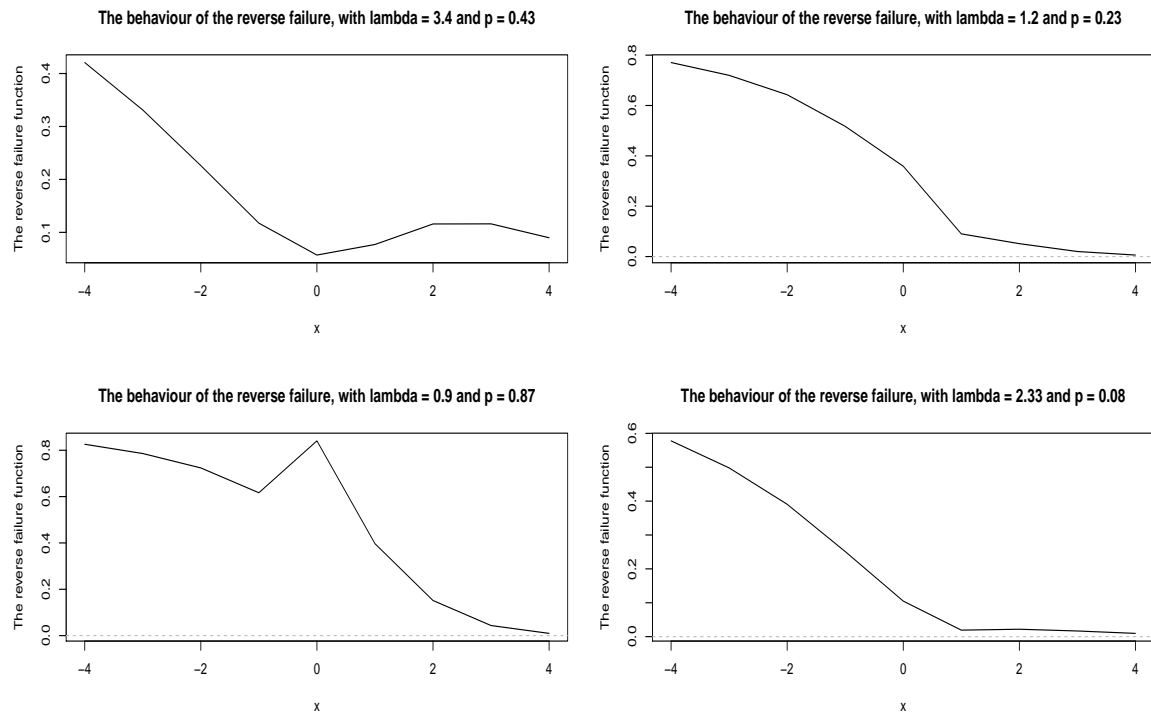 The behaviour of the reverse failure, with lambda = 3.4 and p = 0.43
The reverse failure function
0.4
0.3
0.2
0.1
−4 −2 0 2 4
x
The behaviour of the reverse failure, with lambda = 1.2 and p = 0.23
The reverse failure function
0.8
0.6
0.4
0.2
0.0
−4 −2 0 2 4
x
The behaviour of the reverse failure, with lambda = 0.9 and p = 0.87
The reverse failure function
0.8
0.6
0.4
0.2
0.0
−4 −2 0 2 4
x
The behaviour of the reverse failure, with lambda = 2.33 and p = 0.08
The reverse failure function
0.6
0.4
0.2
0.0
−4 −2 0 2 4
x